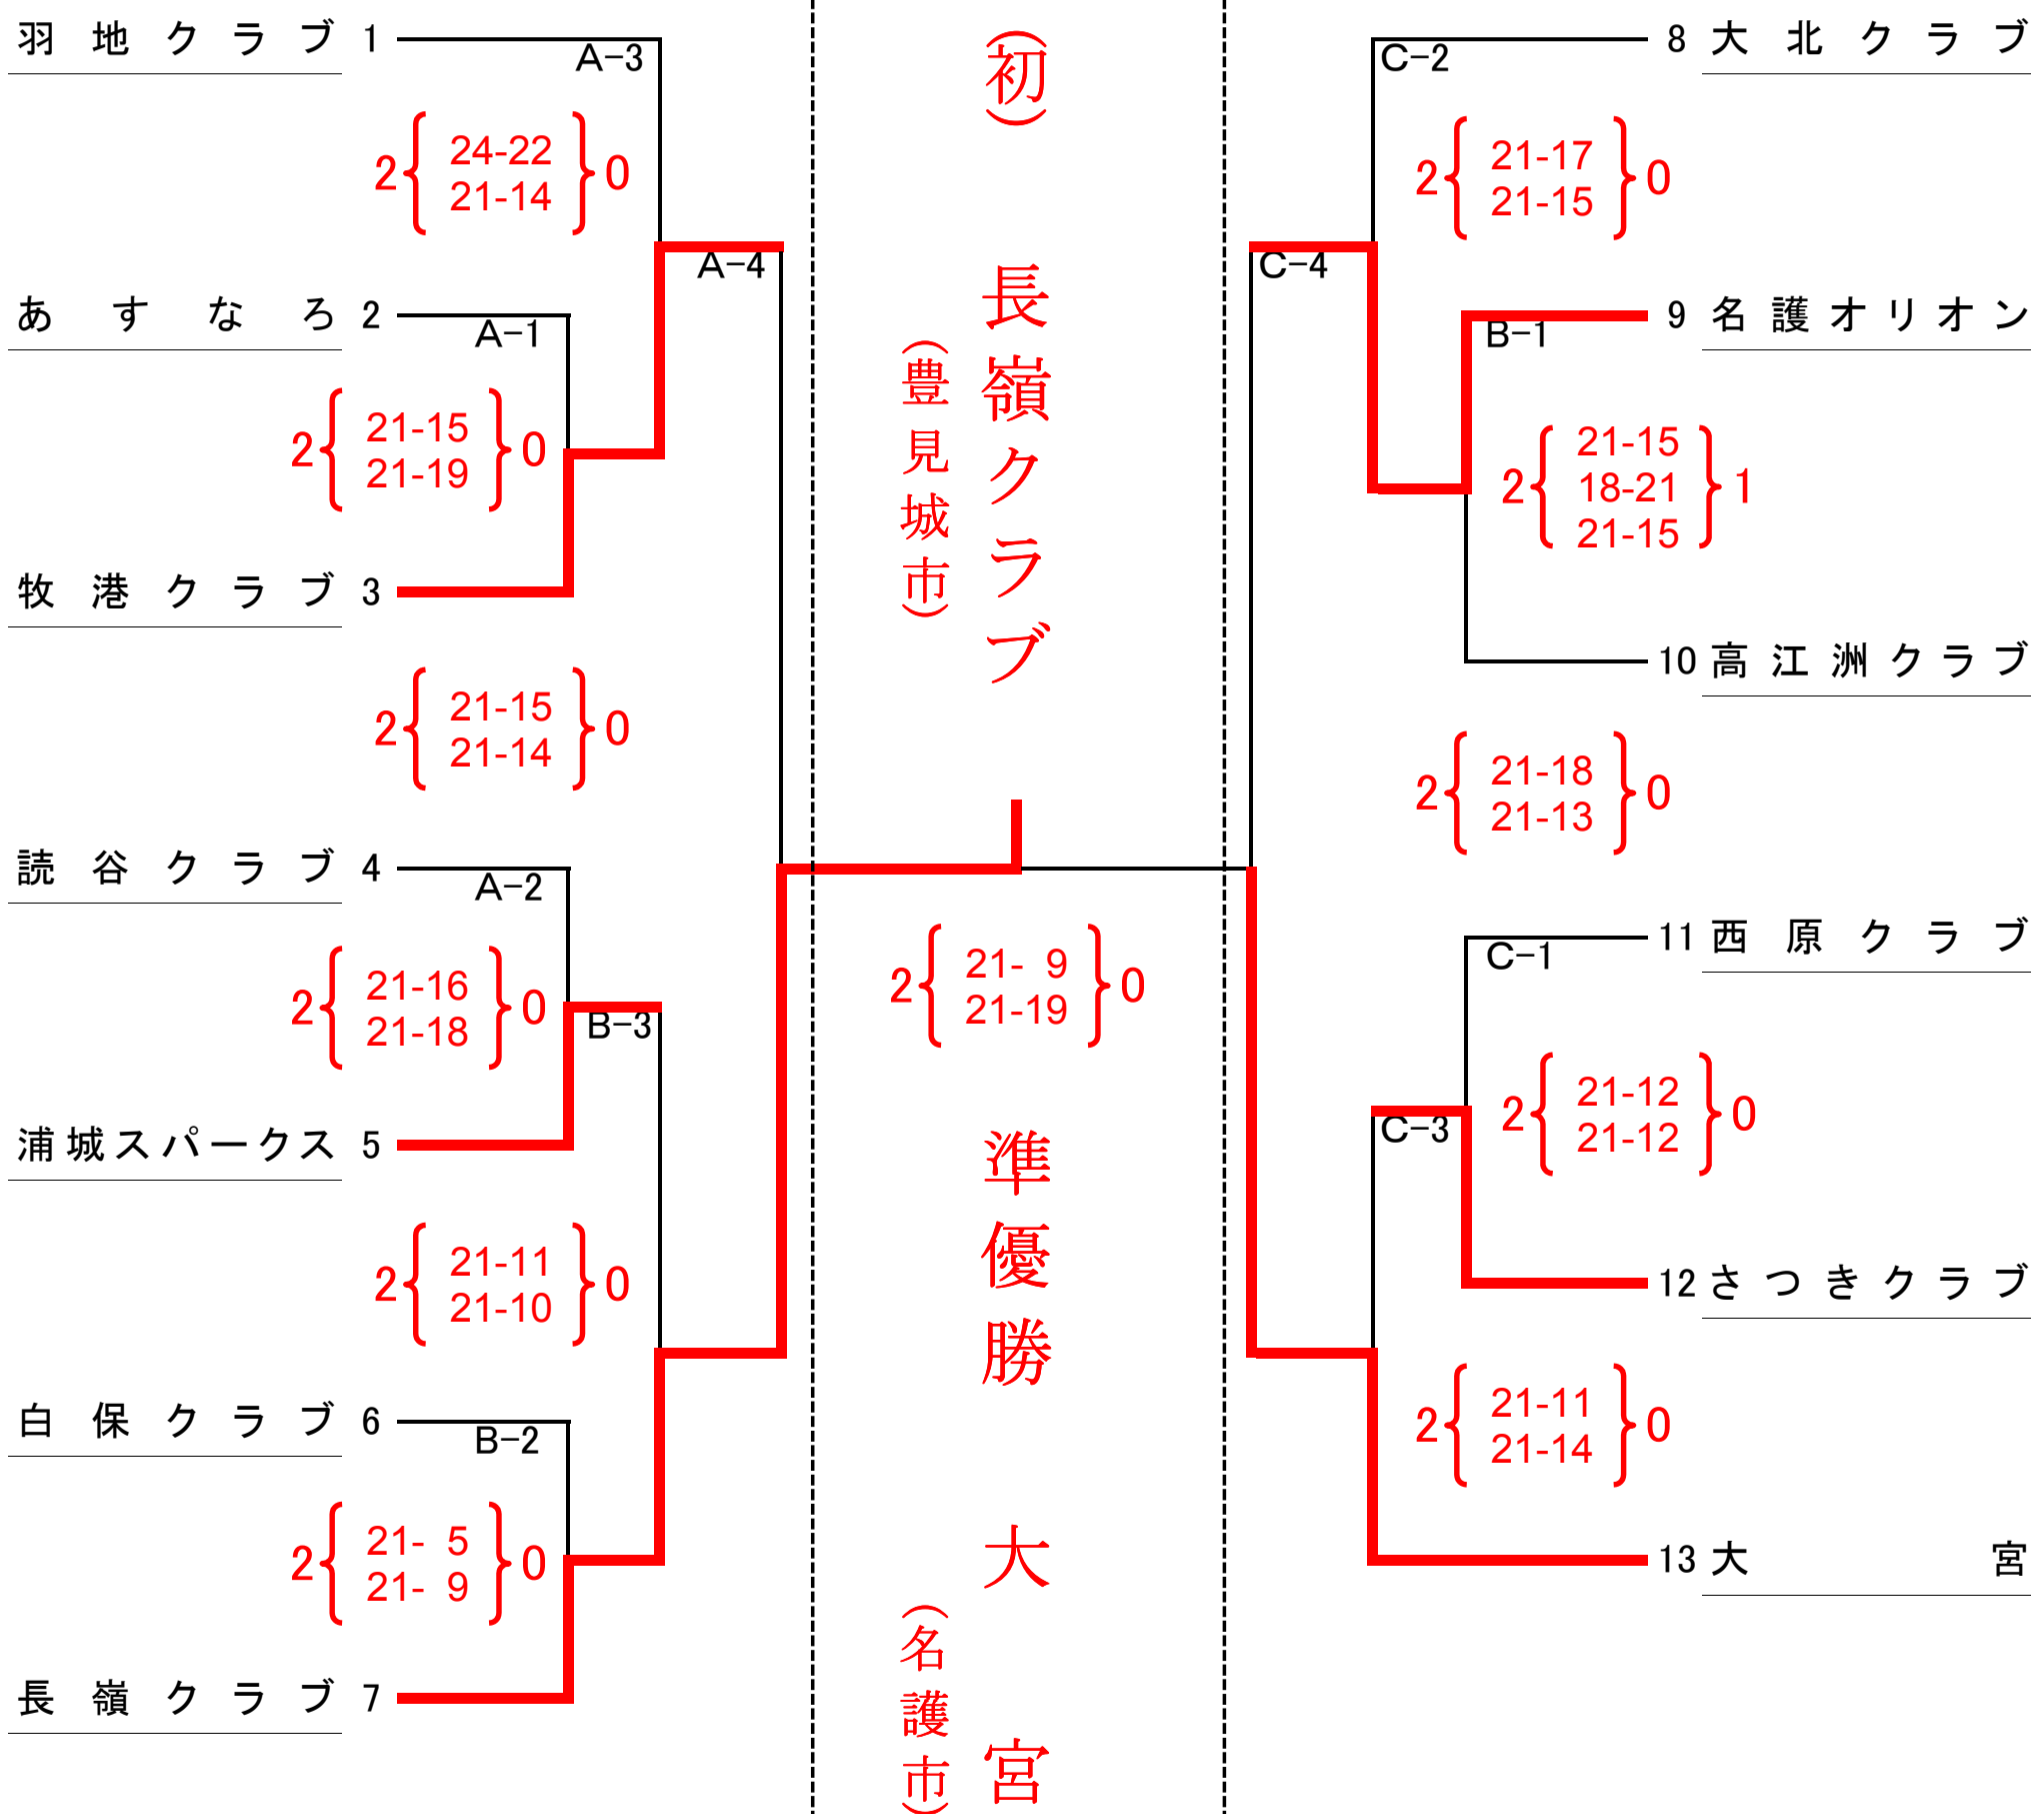 羽地クラブ 1
A-3
2 24-22 0
21-14
A-4
あすなろ 2
A-1
2 21-15 0
21-19
牧港クラブ 3
2 21-15 0
21-14
読谷クラブ 4
A-2
2 21-16 0
21-18
B-3
浦城スパークス 5
2 21-11 0
21-10
白保クラブ 6
B-2
2 21- 5 0
21- 9
長嶺クラブ 7
(初)
長嶺クラブ
(豊見城市)
2 21- 9 0
21-19
準優勝
大宮
(名護市)
8 大北クラブ
C-2
2 21-17 0
21-15
C-4
9 名護オリオン
B-1
2 21-15 1
18-21
21-15
10 高江洲クラブ
2 21-18 0
21-13
11 西原クラブ
C-1
2 21-12 0
21-12
C-3
12 さつきクラブ
2 21-11 0
21-14
13 大宮